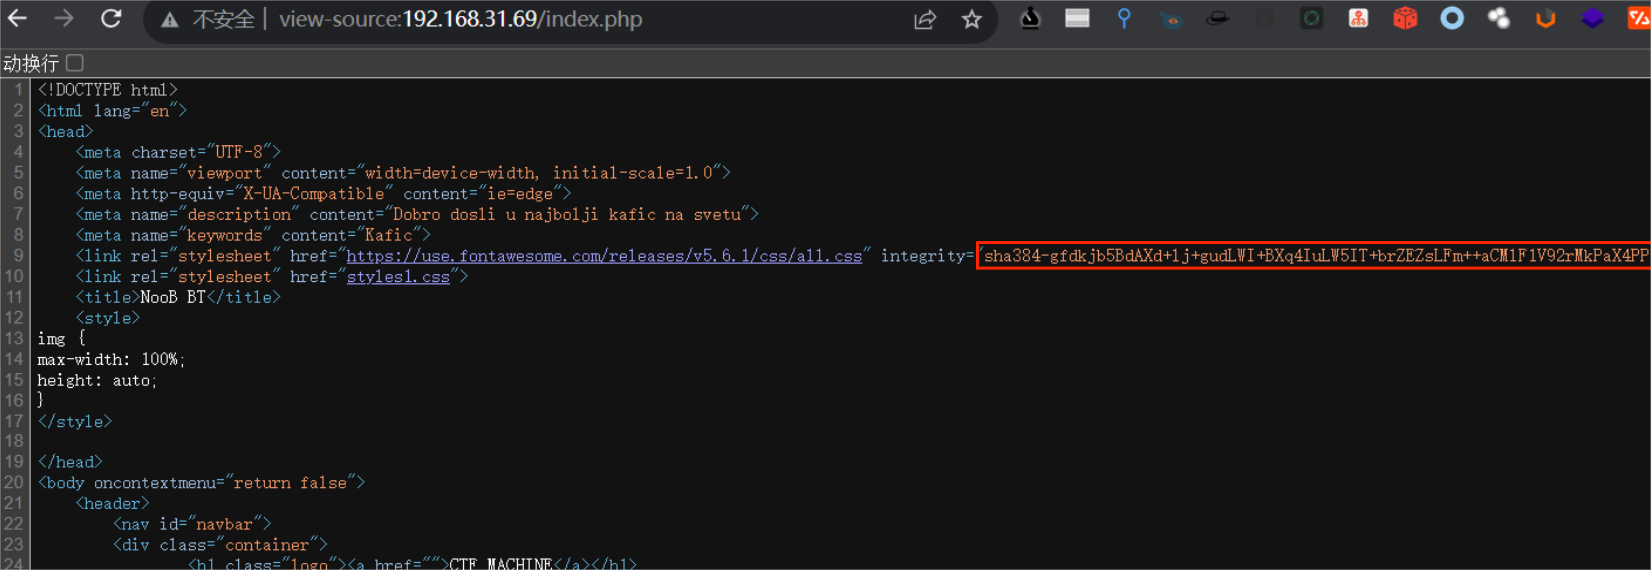 不安全 | view-source:192.168.31.69/index.php
动换行
1 <!DOCTYPE html>
2 <html lang="en">
3 <head>
4 <meta charset="UTF-8">
5 <meta name="viewport" content="width=device-width, initial-scale=1.0">
6 <meta http-equiv="X-UA-Compatible" content="ie=edge">
7 <meta name="description" content="Dobro dosli u najbolji kafic na svetu">
8 <meta name="keywords" content="Kafic">
9 <link rel="stylesheet" href="https://use.fontawesome.com/releases/v5.6.1/css/all.css" integrity="sha384-gfdkjb5BdAXd+lj+gudLWI+BXq4IuLW5IT+brZEZsLFm++aCMlF1V92rMkPaX4PP
10 <link rel="stylesheet" href="styles1.css">
11 <title>NooB BT</title>
12 <style>
13 img {
14 max-width: 100%;
15 height: auto;
16 }
17 </style>
18
19 </head>
20 <body oncontextmenu="return false">
21 <header>
22 <nav id="navbar">
23 <div class="container">
24 <h1 class="logo"><a href="">CTF MACHINE</a></h1>